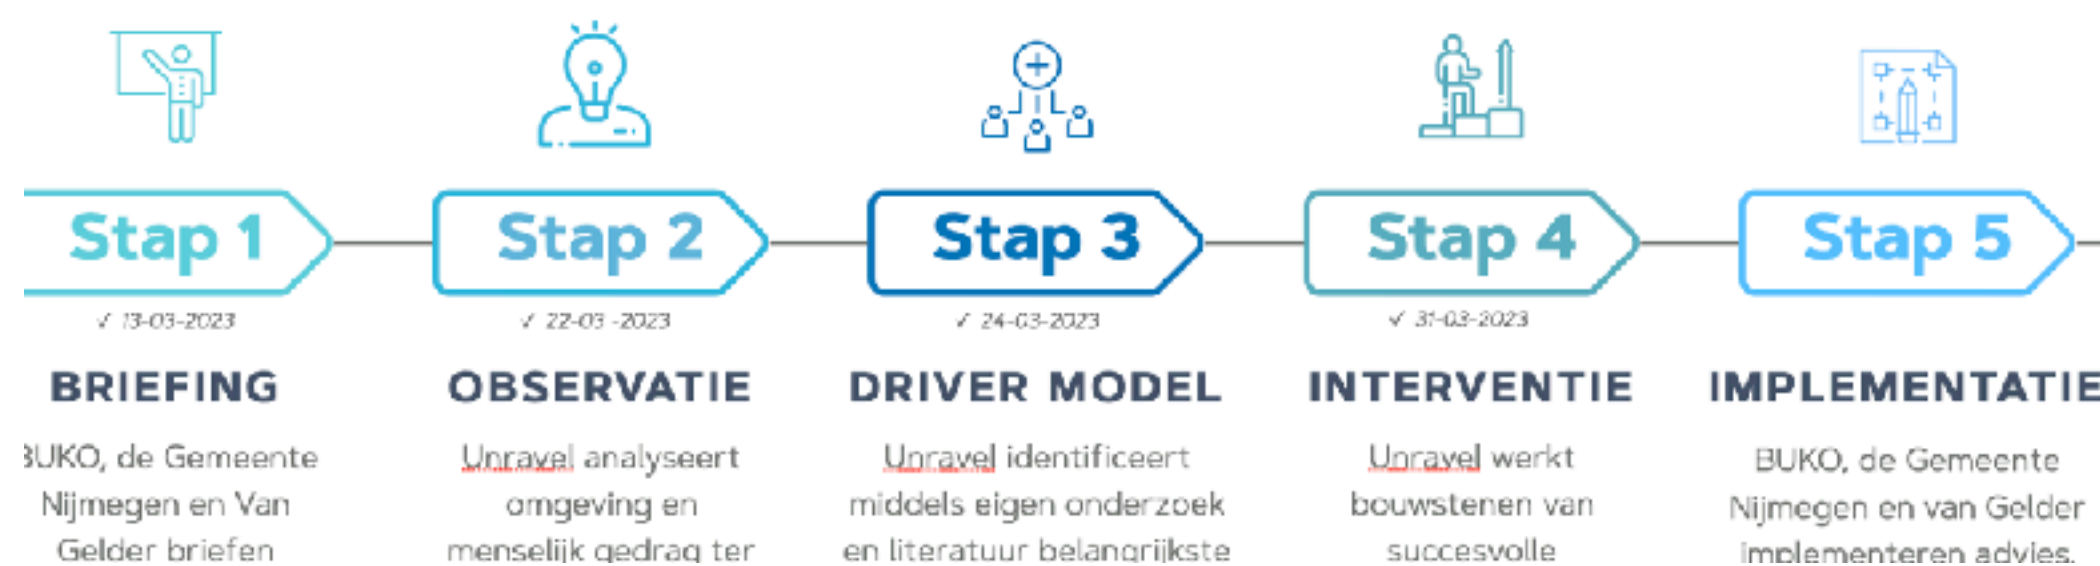 Stap 1
Stap 2
Stap 3
Stap 4
Stap 5
✓ 13-03-2023
✓ 22-03 -2023
✓ 24-03-2023
✓ 31-03-2023
BRIEFING
OBSERVATIE
DRIVER MODEL
INTERVENTIE
IMPLEMENTATIE
BUKO, de Gemeente
Nijmegen en Van
Gelder briefen
Unravel analyseert
omgeving en
menselijk gedrag ter
Unravel identificeert
middels eigen onderzoek
en literatuur belangrijkste
Unravel werkt
bouwstenen van
succesvolle
BUKO, de Gemeente
Nijmegen en van Gelder
implementeren advies.